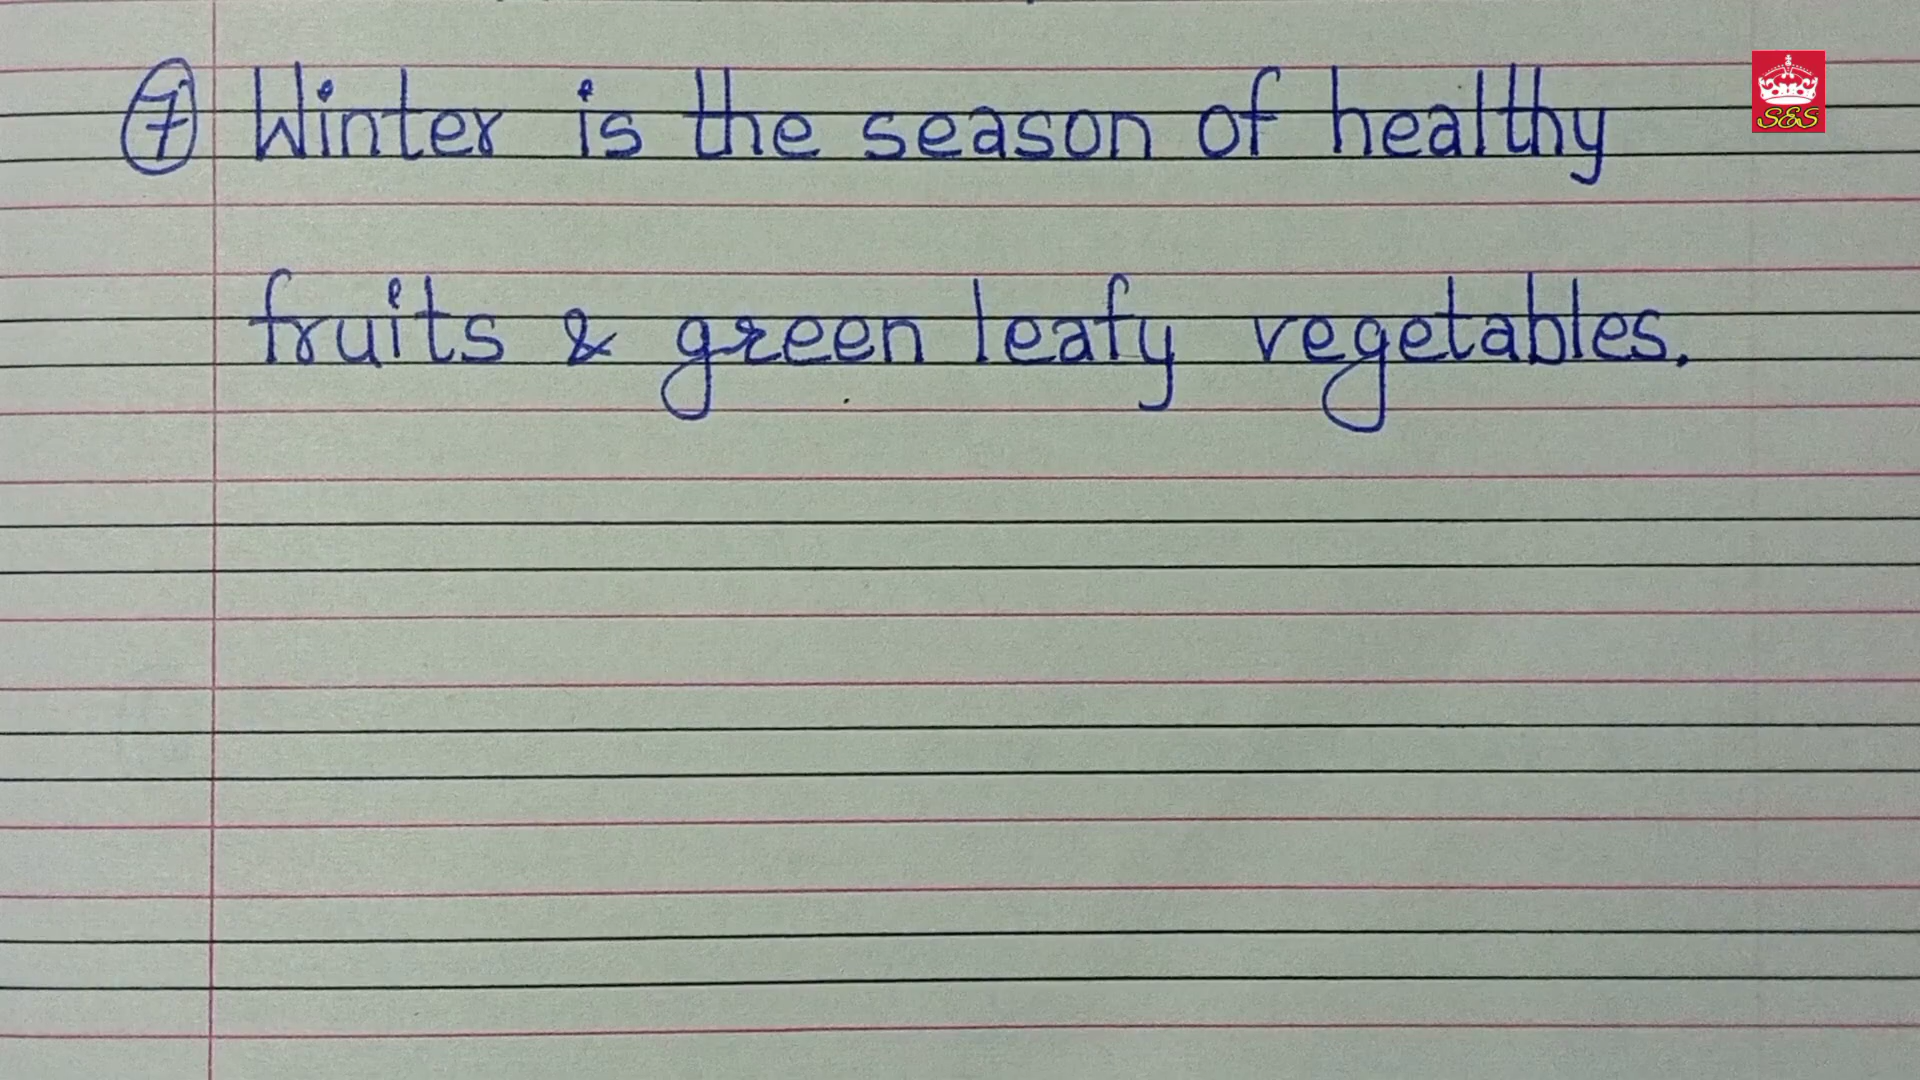 7 Winter is the season of healthy
fruits & green leafy vegetables.
S&S